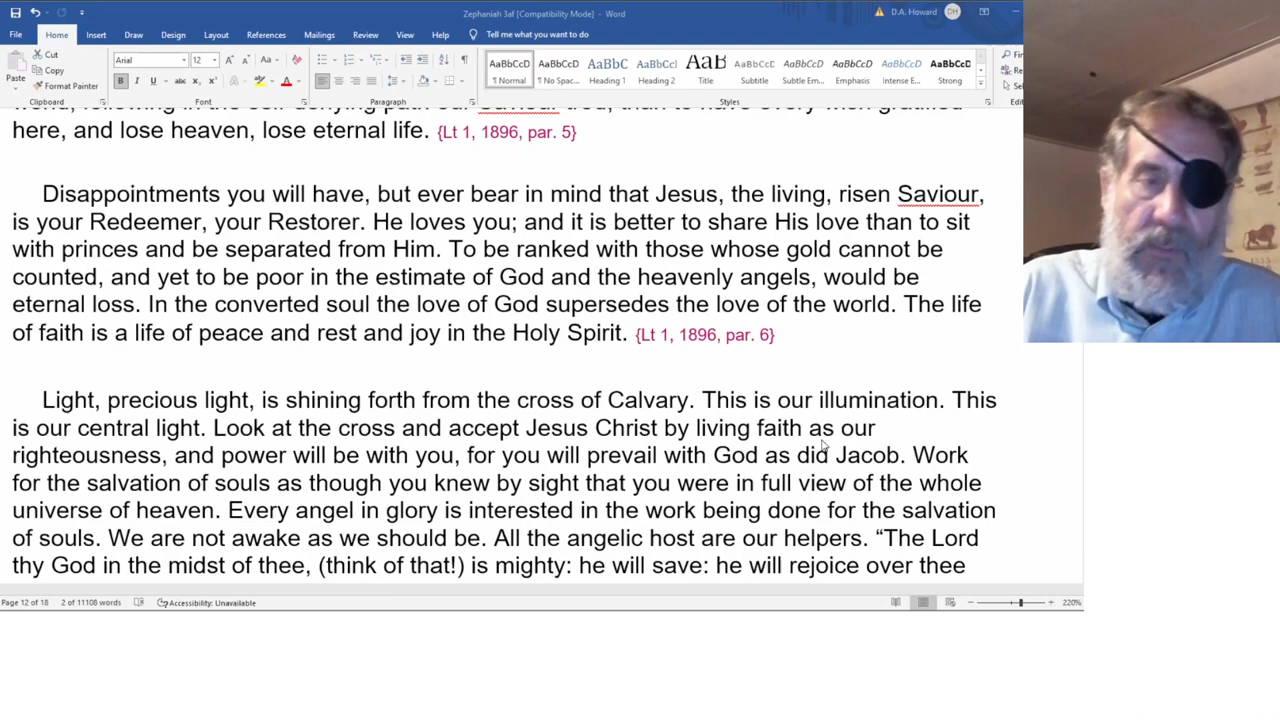 Zephaniah 3af [Compatibility Mode] - Word
D.A. Howard DH
File Home Insert Draw Design Layout References Mailings Review View Help Tell me what you want to do
Paste
Cut
Copy
Format Painter
Clipboard
Arial 12
Font
Paragraph
AaBbCcD AaBbCcD AaBbC AaBbCcC AaB AaBbCcD AaBbCcD AaBbCcD AaBbCcD AaBbCcD
¶ Normal ¶ No Spac... Heading 1 Heading 2 Title Subtitle Subtle Em... Emphasis Intense E... Strong
Styles
here, and lose heaven, lose eternal life. {Lt 1, 1896, par. 5}
Disappointments you will have, but ever bear in mind that Jesus, the living, risen Saviour,
is your Redeemer, your Restorer. He loves you; and it is better to share His love than to sit
with princes and be separated from Him. To be ranked with those whose gold cannot be
counted, and yet to be poor in the estimate of God and the heavenly angels, would be
eternal loss. In the converted soul the love of God supersedes the love of the world. The life
of faith is a life of peace and rest and joy in the Holy Spirit. {Lt 1, 1896, par. 6}
Light, precious light, is shining forth from the cross of Calvary. This is our illumination. This
is our central light. Look at the cross and accept Jesus Christ by living faith as our
righteousness, and power will be with you, for you will prevail with God as did Jacob. Work
for the salvation of souls as though you knew by sight that you were in full view of the whole
universe of heaven. Every angel in glory is interested in the work being done for the salvation
of souls. We are not awake as we should be. All the angelic host are our helpers. “The Lord
thy God in the midst of thee, (think of that!) is mighty: he will save: he will rejoice over thee
Page 12 of 18 2 of 11108 words Accessibility: Unavailable 220%